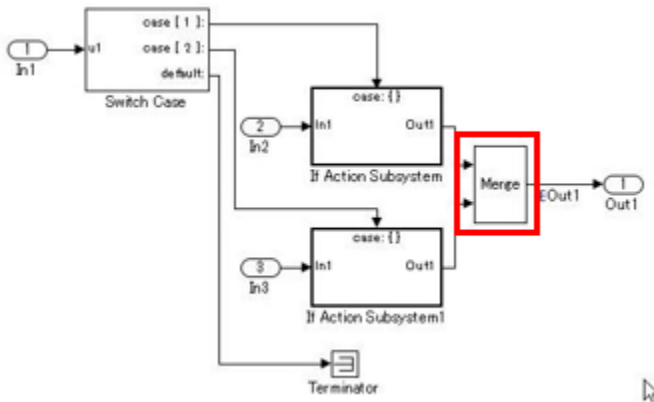 case [ 1 ]:
1
u1
case [ 2 ]:
In1
default:
Switch Case
case: { }
2
In1
Out1
In2
If Action Subsystem
Merge
EOut1
1
Out1
case: { }
3
In1
Out1
In3
If Action Subsystem1
Terminator